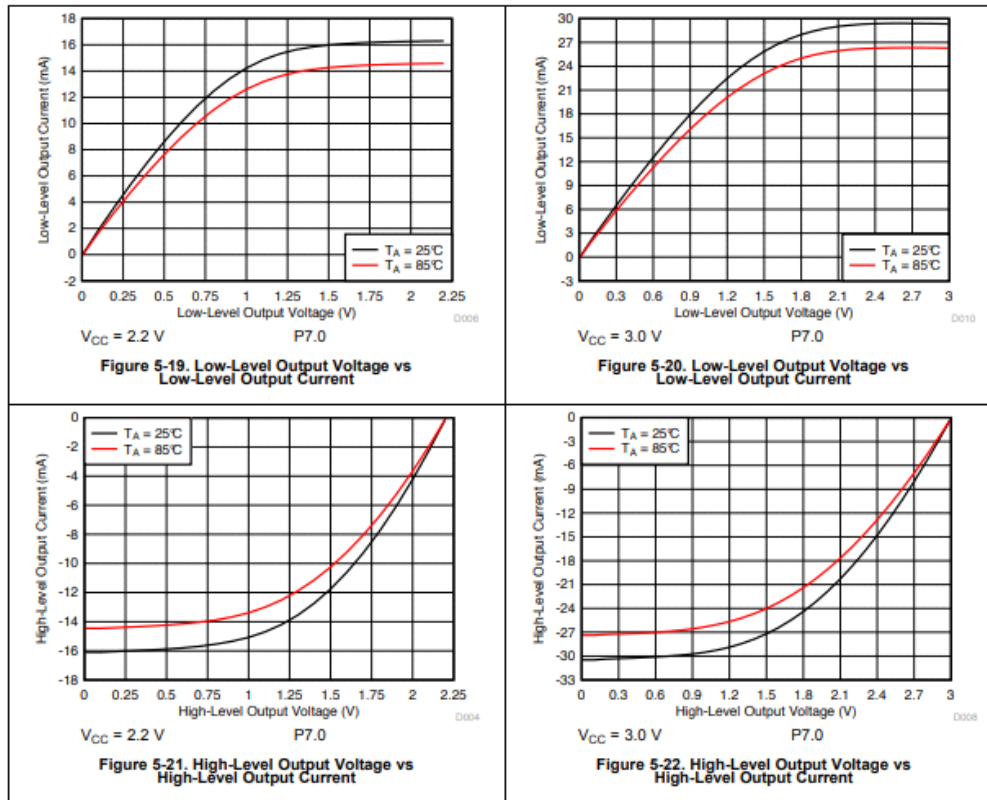 18
16
14
12
10
8
6
4
2
0
-2
Low-Level Output Current (mA)
TA = 25°C
TA = 85°C
0 0.25 0.5 0.75 1 1.25 1.5 1.75 2 2.25
Low-Level Output Voltage (V)
D006
VCC = 2.2 V P7.0
Figure 5-19. Low-Level Output Voltage vs
Low-Level Output Current
30
27
24
21
18
15
12
9
6
3
0
-3
Low-Level Output Current (mA)
TA = 25°C
TA = 85°C
0 0.3 0.6 0.9 1.2 1.5 1.8 2.1 2.4 2.7 3
Low-Level Output Voltage (V)
D010
VCC = 3.0 V P7.0
Figure 5-20. Low-Level Output Voltage vs
Low-Level Output Current
0
-2
-4
-6
-8
-10
-12
-14
-16
-18
High-Level Output Current (mA)
TA = 25°C
TA = 85°C
0 0.25 0.5 0.75 1 1.25 1.5 1.75 2 2.25
High-Level Output Voltage (V)
D004
VCC = 2.2 V P7.0
Figure 5-21. High-Level Output Voltage vs
High-Level Output Current
0
-3
-6
-9
-12
-15
-18
-21
-24
-27
-30
-33
High-Level Output Current (mA)
TA = 25°C
TA = 85°C
0 0.3 0.6 0.9 1.2 1.5 1.8 2.1 2.4 2.7 3
High-Level Output Voltage (V)
D008
VCC = 3.0 V P7.0
Figure 5-22. High-Level Output Voltage vs
High-Level Output Current